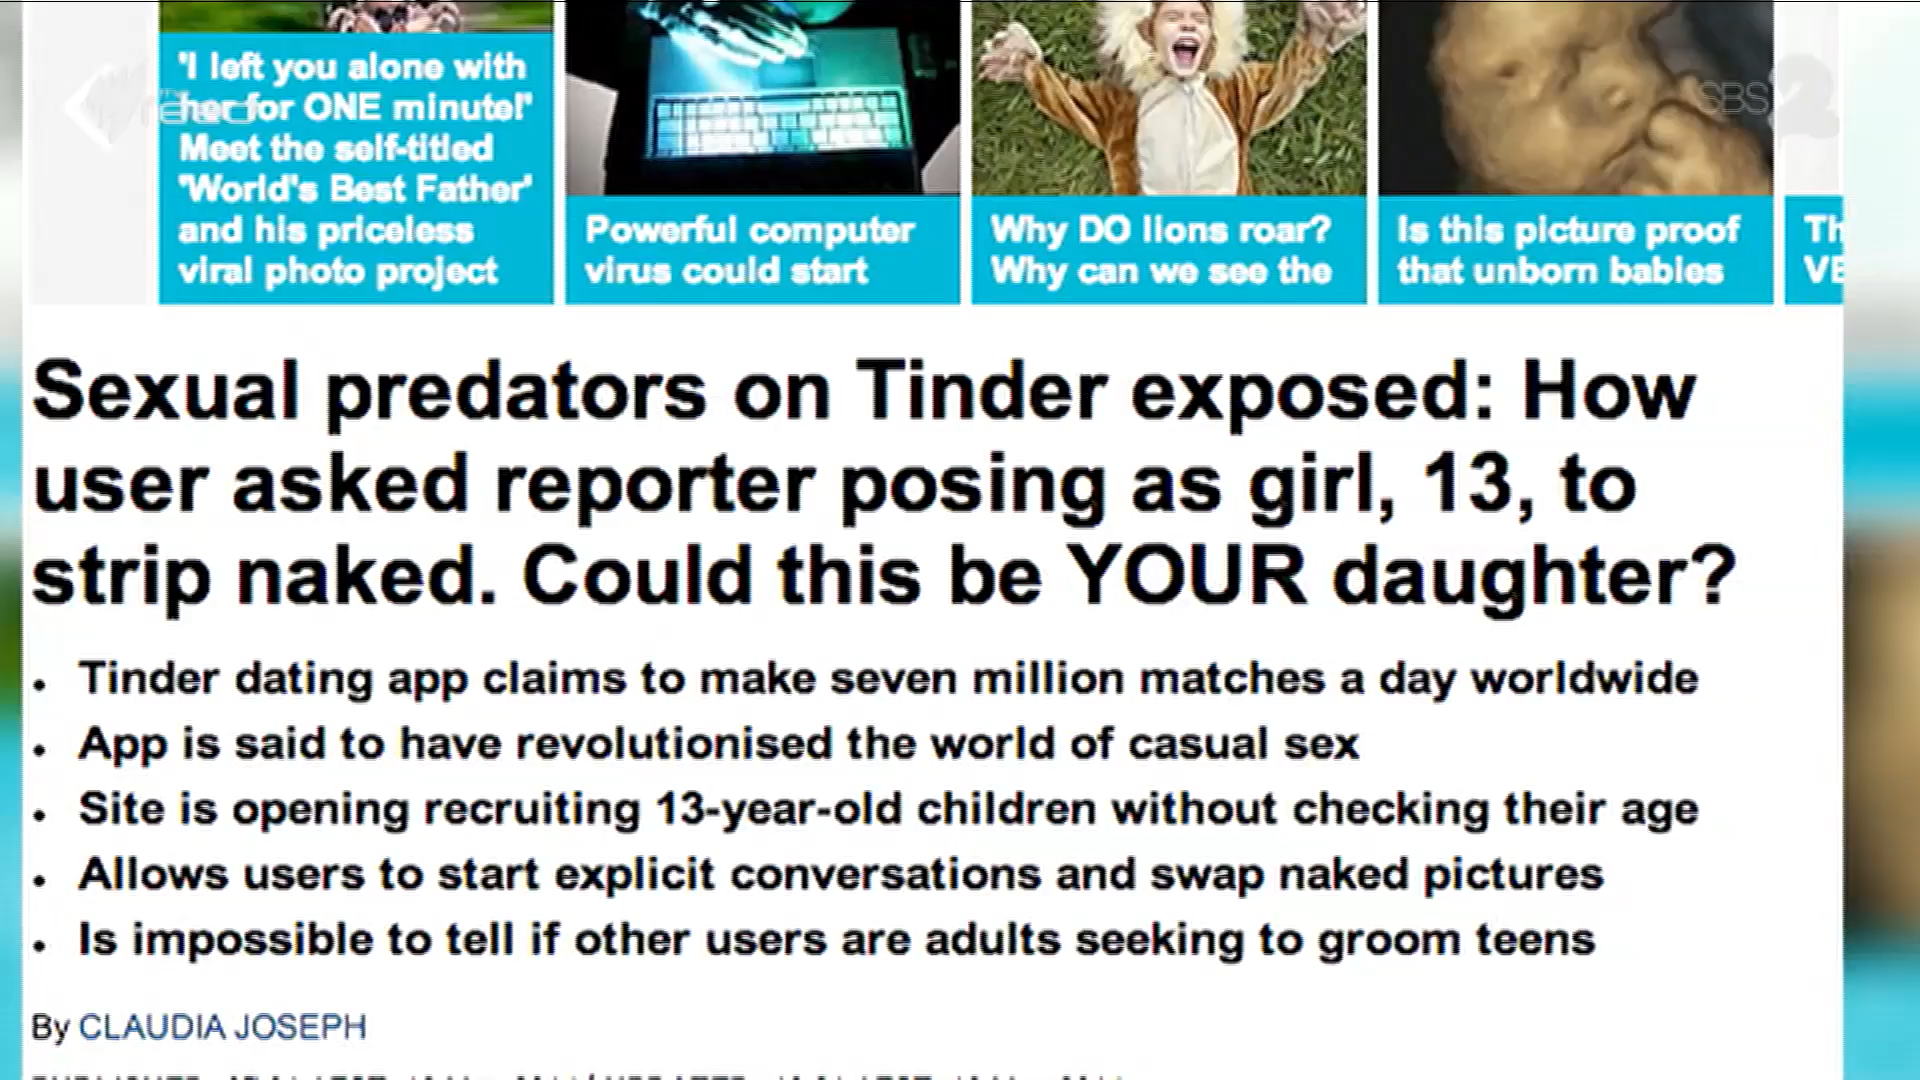 'I left you alone with
her for ONE minute!'
Meet the self-titled
'World's Best Father'
and his priceless
viral photo project
Powerful computer
virus could start
Why DO lions roar?
Why can we see the
Is this picture proof
that unborn babies
Th
VE
SBS 2
Sexual predators on Tinder exposed: How
user asked reporter posing as girl, 13, to
strip naked. Could this be YOUR daughter?
• Tinder dating app claims to make seven million matches a day worldwide
• App is said to have revolutionised the world of casual sex
• Site is opening recruiting 13-year-old children without checking their age
• Allows users to start explicit conversations and swap naked pictures
• Is impossible to tell if other users are adults seeking to groom teens
By CLAUDIA JOSEPH